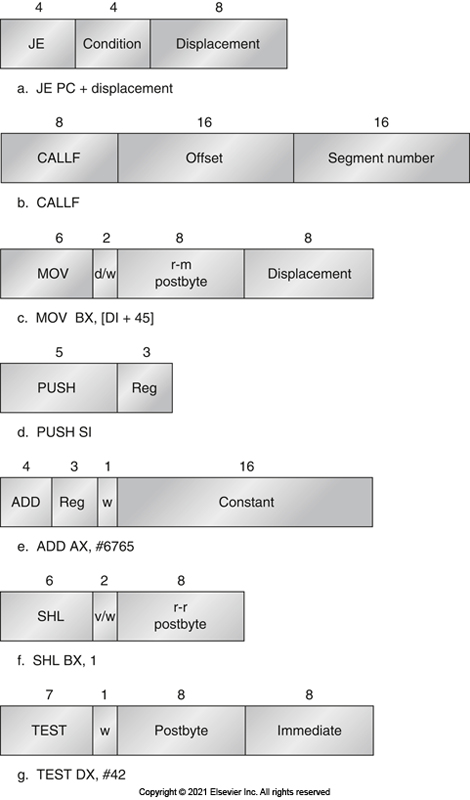 4 4 8
JE Condition Displacement
a. JE PC + displacement
8 16 16
CALLF Offset Segment number
b. CALLF
6 2 8 8
MOV d/w r-m postbyte Displacement
c. MOV BX, [DI + 45]
5 3
PUSH Reg
d. PUSH SI
4 3 1 16
ADD Reg w Constant
e. ADD AX, #6765
6 2 8
SHL v/w r-r postbyte
f. SHL BX, 1
7 1 8 8
TEST w Postbyte Immediate
g. TEST DX, #42
Copyright © 2021 Elsevier Inc. All rights reserved